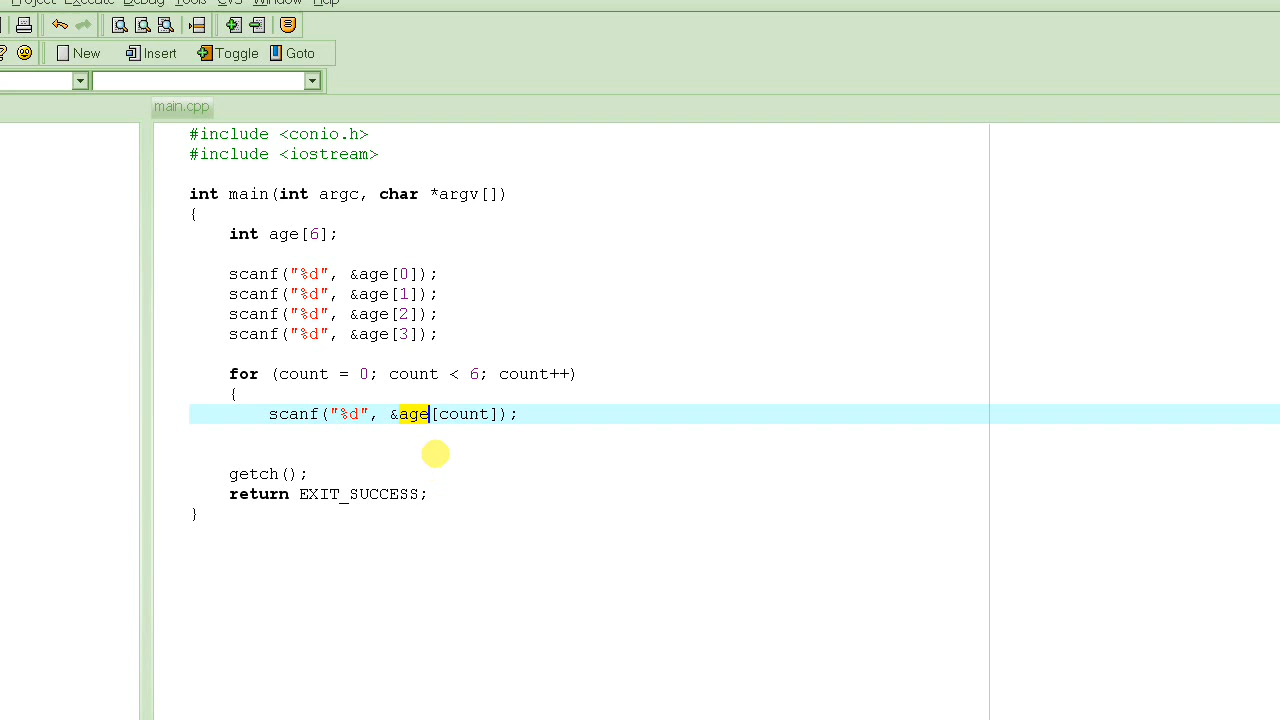 Project Execute Debug Tools CVS Window Help
New Insert Toggle Goto
main.cpp
#include <conio.h>
#include <iostream>
int main(int argc, char *argv[])
{
int age[6];
scanf("%d", &age[0]);
scanf("%d", &age[1]);
scanf("%d", &age[2]);
scanf("%d", &age[3]);
for (count = 0; count < 6; count++)
{
scanf("%d", &age[count]);
getch();
return EXIT_SUCCESS;
}